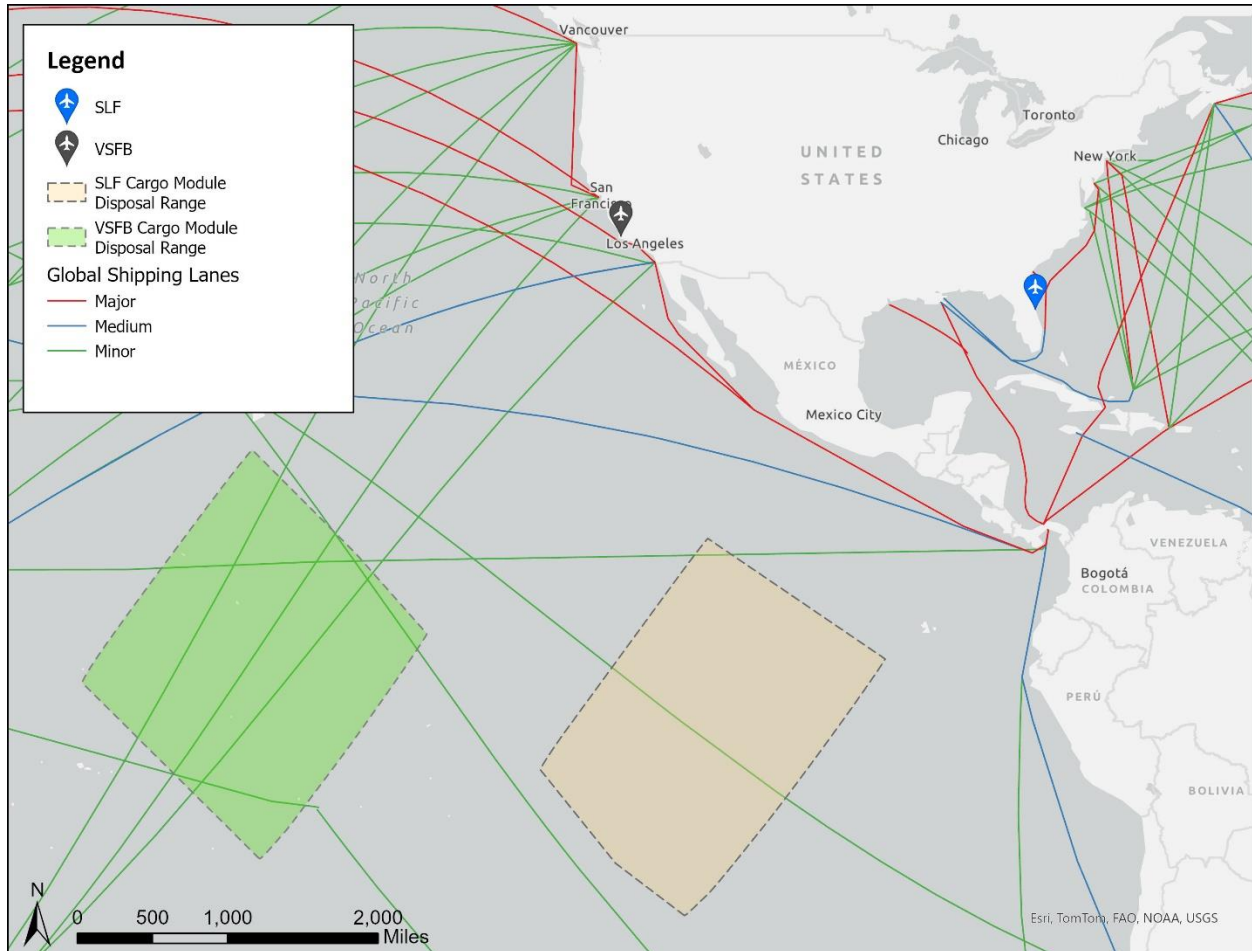 Vancouver
Legend
SLF
VSFB
SLF Cargo Module
Disposal Range
VSFB Cargo Module
Disposal Range
Global Shipping Lanes
Major
Medium
Minor
Toronto
Chicago
New York
UNITED
STATES
San
Francisco
Los Angeles
North
Pacific
Ocean
MÉXICO
Mexico City
VENEZUELA
Bogotá
COLOMBIA
PERÚ
BOLIVIA
N
0 500 1,000 2,000
Miles
Esri, TomTom, FAO, NOAA, USGS